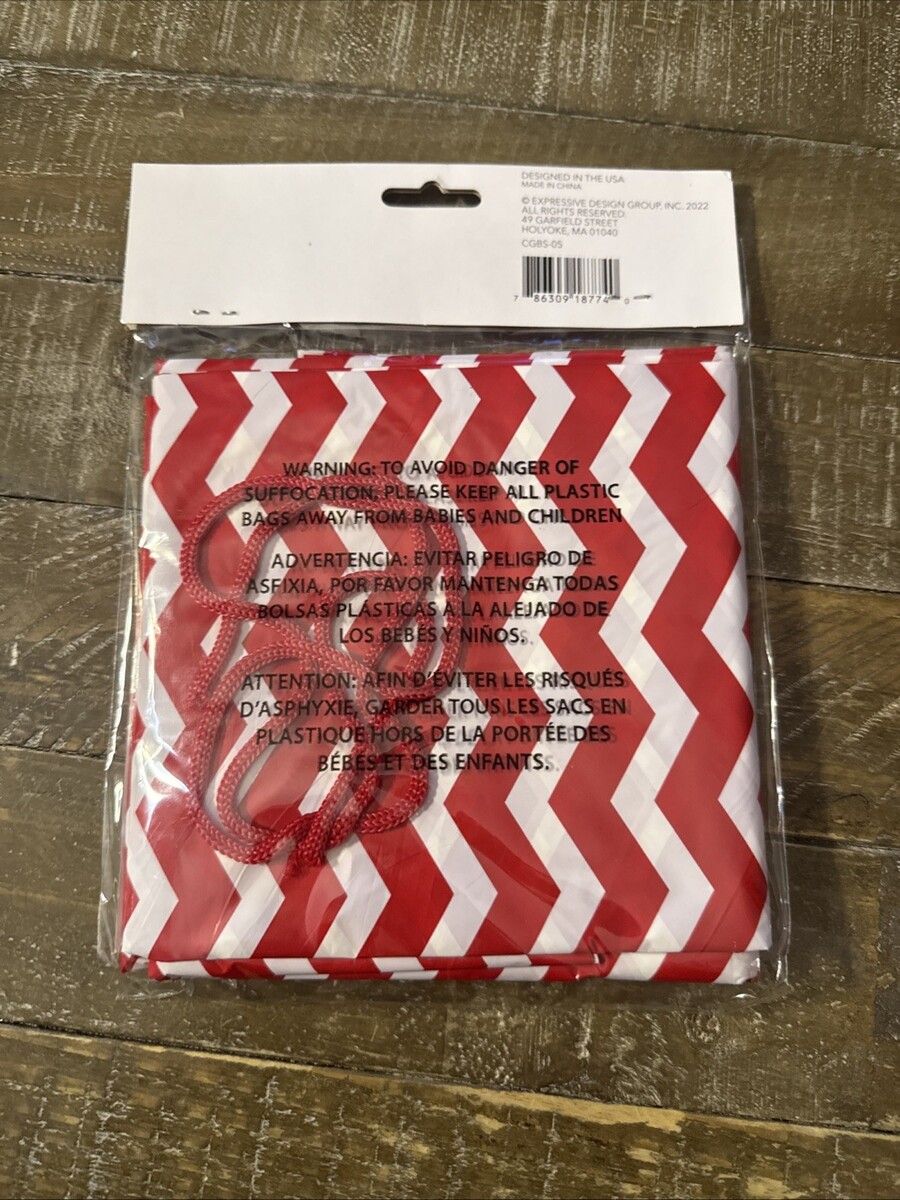 DESIGNED IN THE USA
MADE IN CHINA
© EXPRESSIVE DESIGN GROUP, INC. 2022
ALL RIGHTS RESERVED.
49 GARFIELD STREET
HOLYOKE, MA 01040
CGBS-05
7 86309 18774 0
WARNING: TO AVOID DANGER OF
SUFFOCATION, PLEASE KEEP ALL PLASTIC
BAGS AWAY FROM BABIES AND CHILDREN
ADVERTENCIA: EVITAR PELIGRO DE
ASFIXIA, POR FAVOR MANTENGA TODAS
BOLSAS PLÁSTICAS A LA ALEJADO DE
LOS BEBÉS Y NIÑOS.
ATTENTION: AFIN D'ÉVITER LES RISQUÉS
D'ASPHYXIE, GARDER TOUS LES SACS EN
PLASTIQUE HORS DE LA PORTÉE DES
BÉBÉS ET DES ENFANTS.